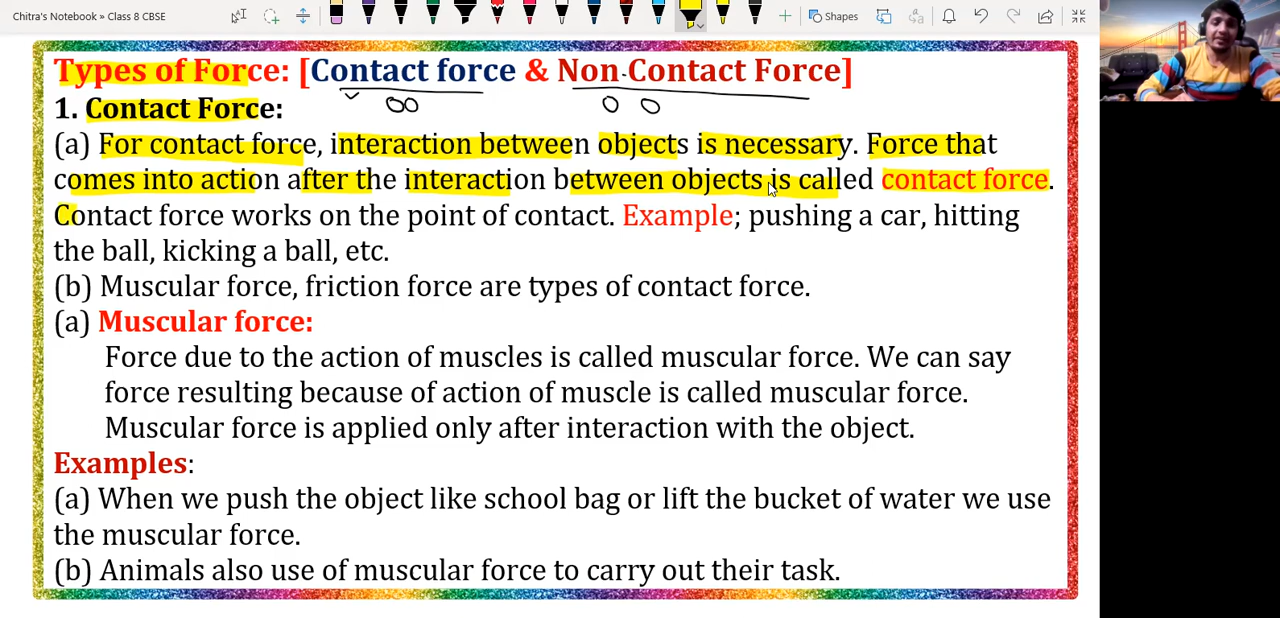 Chitra's Notebook » Class 8 CBSE
Shapes
Types of Force: [Contact force & Non-Contact Force]
1. Contact Force:
(a) For contact force, interaction between objects is necessary. Force that
comes into action after the interaction between objects is called contact force.
Contact force works on the point of contact. Example; pushing a car, hitting
the ball, kicking a ball, etc.
(b) Muscular force, friction force are types of contact force.
(a) Muscular force:
Force due to the action of muscles is called muscular force. We can say
force resulting because of action of muscle is called muscular force.
Muscular force is applied only after interaction with the object.
Examples:
(a) When we push the object like school bag or lift the bucket of water we use
the muscular force.
(b) Animals also use of muscular force to carry out their task.